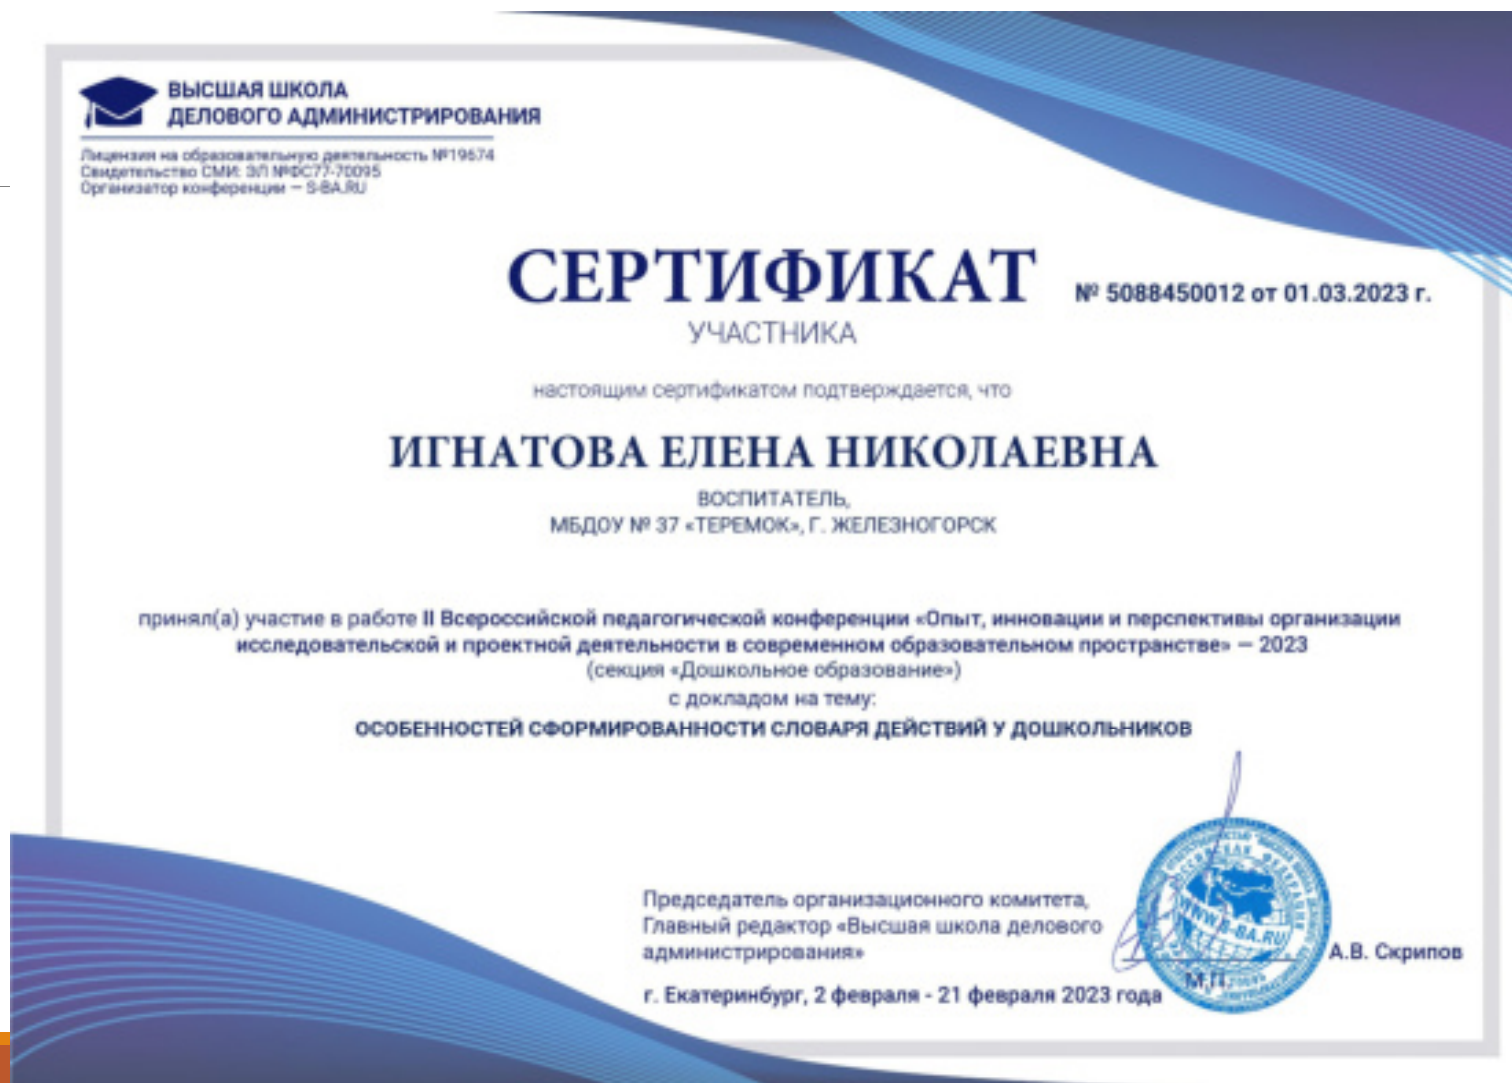 ВЫСШАЯ ШКОЛА
ДЕЛОВОГО АДМИНИСТРИРОВАНИЯ
Лицензия на образовательную деятельность №19674
Свидетельство СМИ: ЭЛ №ФС77-70095
Организатор конференции — S-BA.RU
СЕРТИФИКАТ
№ 5088450012 от 01.03.2023 г.
УЧАСТНИКА
настоящим сертификатом подтверждается, что
ИГНАТОВА ЕЛЕНА НИКОЛАЕВНА
ВОСПИТАТЕЛЬ,
МБДОУ № 37 «ТЕРЕМОК», Г. ЖЕЛЕЗНОГОРСК
принял(а) участие в работе II Всероссийской педагогической конференции «Опыт, инновации и перспективы организации
исследовательской и проектной деятельности в современном образовательном пространстве» — 2023
(секция «Дошкольное образование»)
с докладом на тему:
ОСОБЕННОСТЕЙ СФОРМИРОВАННОСТИ СЛОВАРЯ ДЕЙСТВИЙ У ДОШКОЛЬНИКОВ
Председатель организационного комитета,
Главный редактор «Высшая школа делового
администрирования»
А.В. Скрипов
г. Екатеринбург, 2 февраля - 21 февраля 2023 года
М.П.
РОССИЙСКАЯ ФЕДЕРАЦИЯ
WWW.S-BA.RU